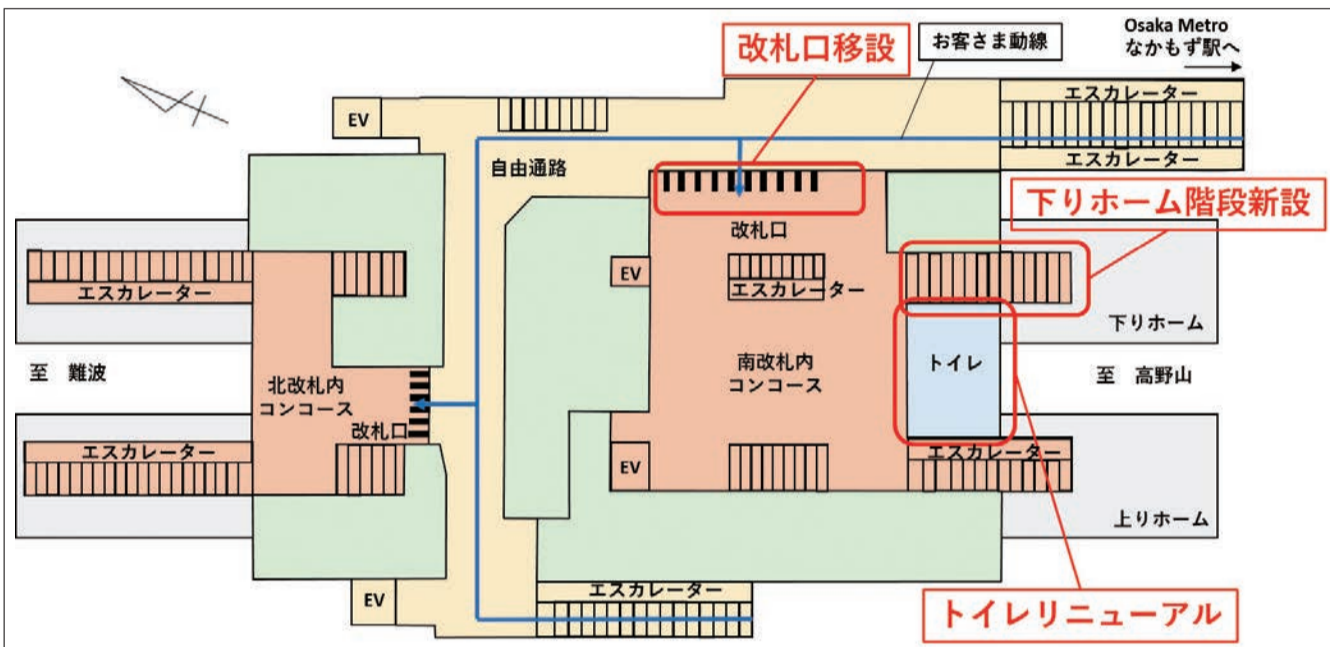 改札口移設
お客さま動線
Osaka Metro
なかもず駅へ
エスカレーター
EV
自由通路
エスカレーター
下りホーム階段新設
改札口
EV
エスカレーター
エスカレーター
下りホーム
至 難波
北改札内
コンコース
南改札内
コンコース
トイレ
至 高野山
改札口
エスカレーター
EV
エスカレーター
上りホーム
エスカレーター
EV
トイレリニューアル